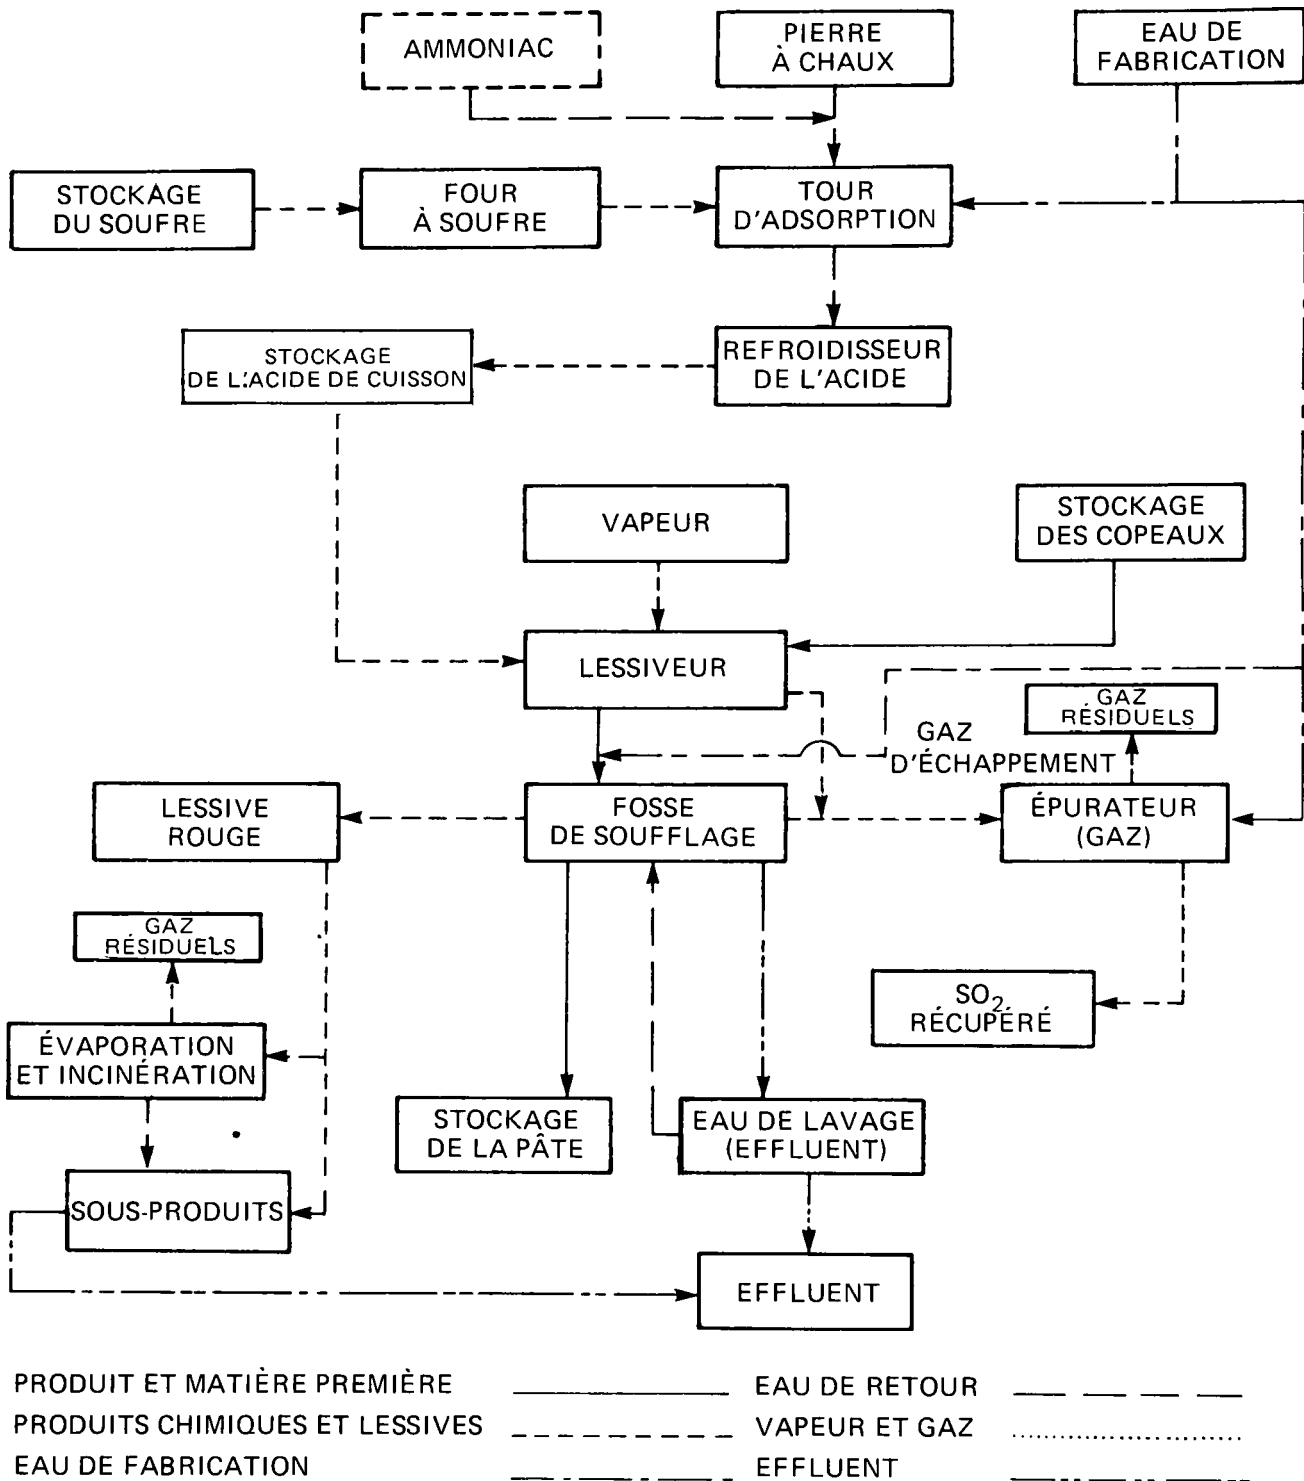 AMMONIAC
PIERRE
À CHAUX
EAU DE
FABRICATION
STOCKAGE
DU SOUFRE
FOUR
À SOUFRE
TOUR
D'ADSORPTION
STOCKAGE
DE L'ACIDE DE CUISSON
REFROIDISSEUR
DE L'ACIDE
VAPEUR
STOCKAGE
DES COPEAUX
LESSIVEUR
GAZ
RÉSIDUELS
GAZ
D'ÉCHAPPEMENT
LESSIVE
ROUGE
FOSSE
DE SOUFFLAGE
ÉPURATEUR
(GAZ)
GAZ
RÉSIDUELS
SO2
RÉCUPÉRÉ
ÉVAPORATION
ET INCINÉRATION
STOCKAGE
DE LA PÂTE
EAU DE LAVAGE
(EFFLUENT)
SOUS-PRODUITS
EFFLUENT
PRODUIT ET MATIÈRE PREMIÈRE
EAU DE RETOUR
PRODUITS CHIMIQUES ET LESSIVES
VAPEUR ET GAZ
EAU DE FABRICATION
EFFLUENT